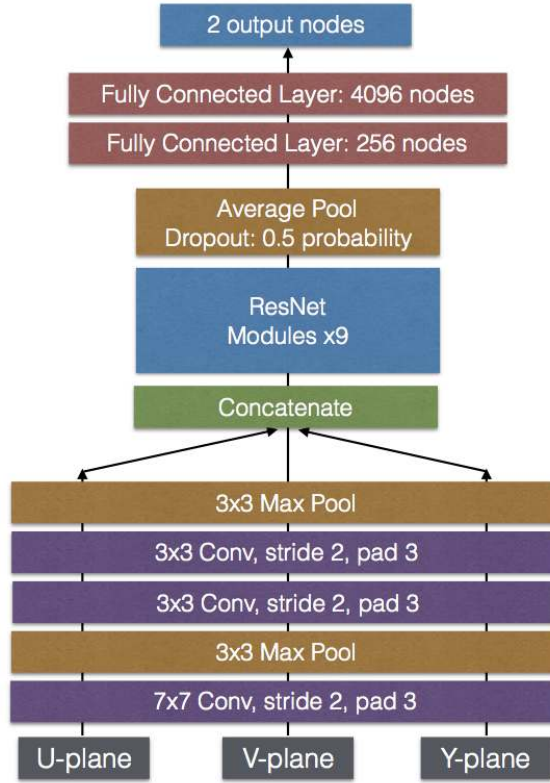 2 output nodes
Fully Connected Layer: 4096 nodes
Fully Connected Layer: 256 nodes
Average Pool
Dropout: 0.5 probability
ResNet
Modules x9
Concatenate
3x3 Max Pool
3x3 Conv, stride 2, pad 3
3x3 Conv, stride 2, pad 3
3x3 Max Pool
7x7 Conv, stride 2, pad 3
U-plane V-plane Y-plane